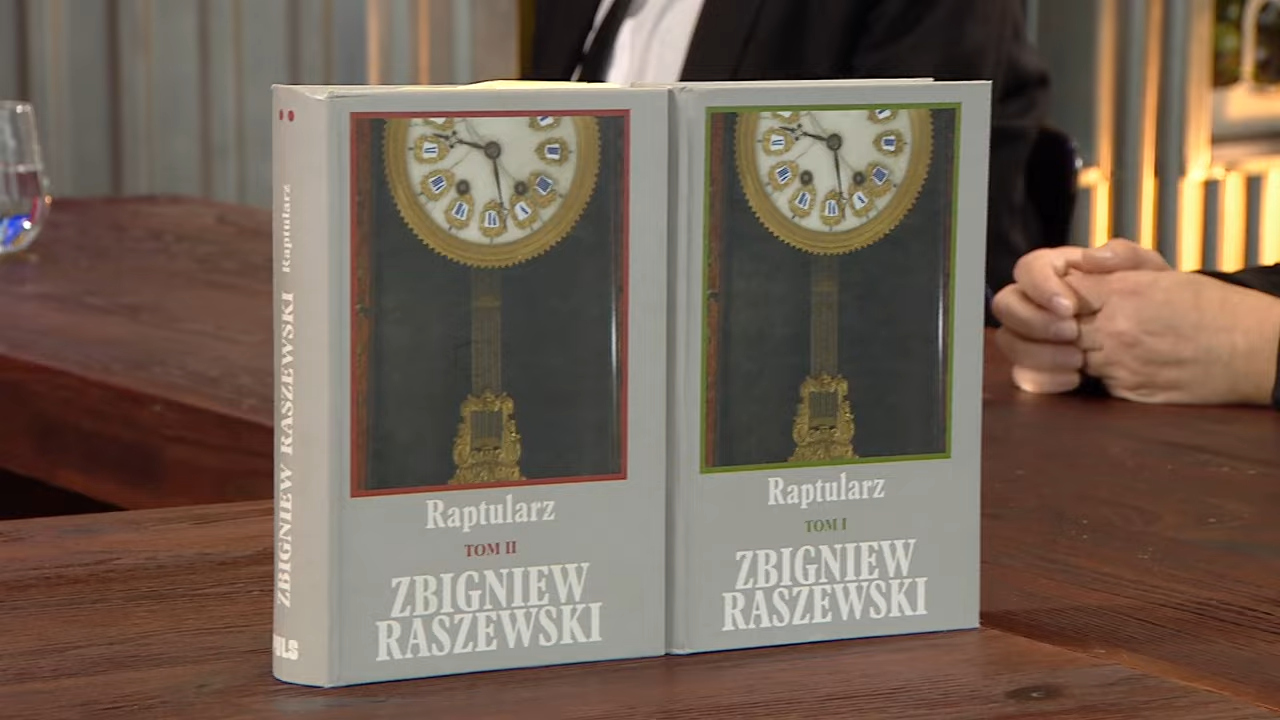 ZBIGNIEW RASZEWSKI Raptularz
Raptularz
TOM II
ZBIGNIEW
RASZEWSKI
Raptularz
TOM I
ZBIGNIEW
RASZEWSKI